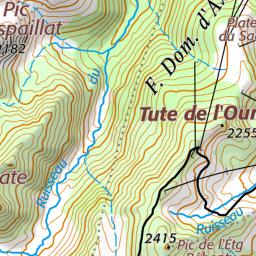 Pic
spaillat
2182
du
F. Dom. d'A
Plate
du Sa
Tute de l'Our
2255
ate
Ruisseau
Ruisseau
2415
Pic de l'Etg